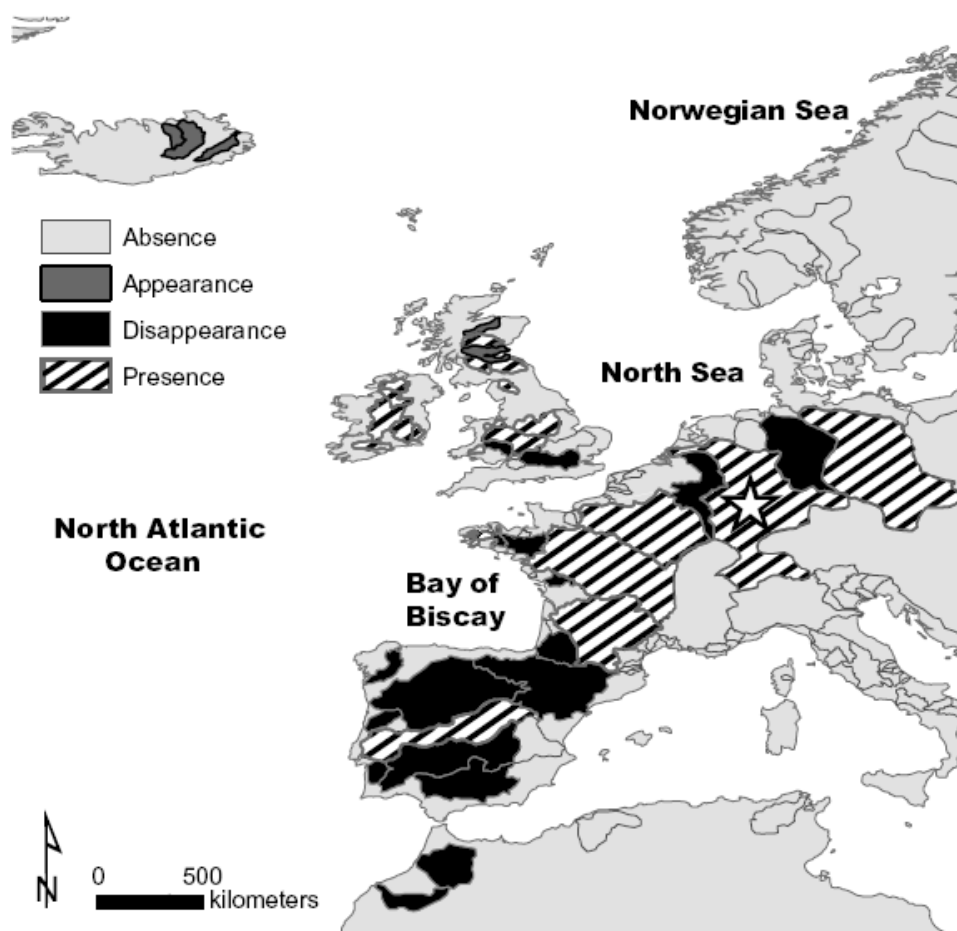 Norwegian Sea
Absence
Appearance
Disappearance
Presence
North Sea
North Atlantic
Ocean
Bay of
Biscay
N
0 500
kilometers